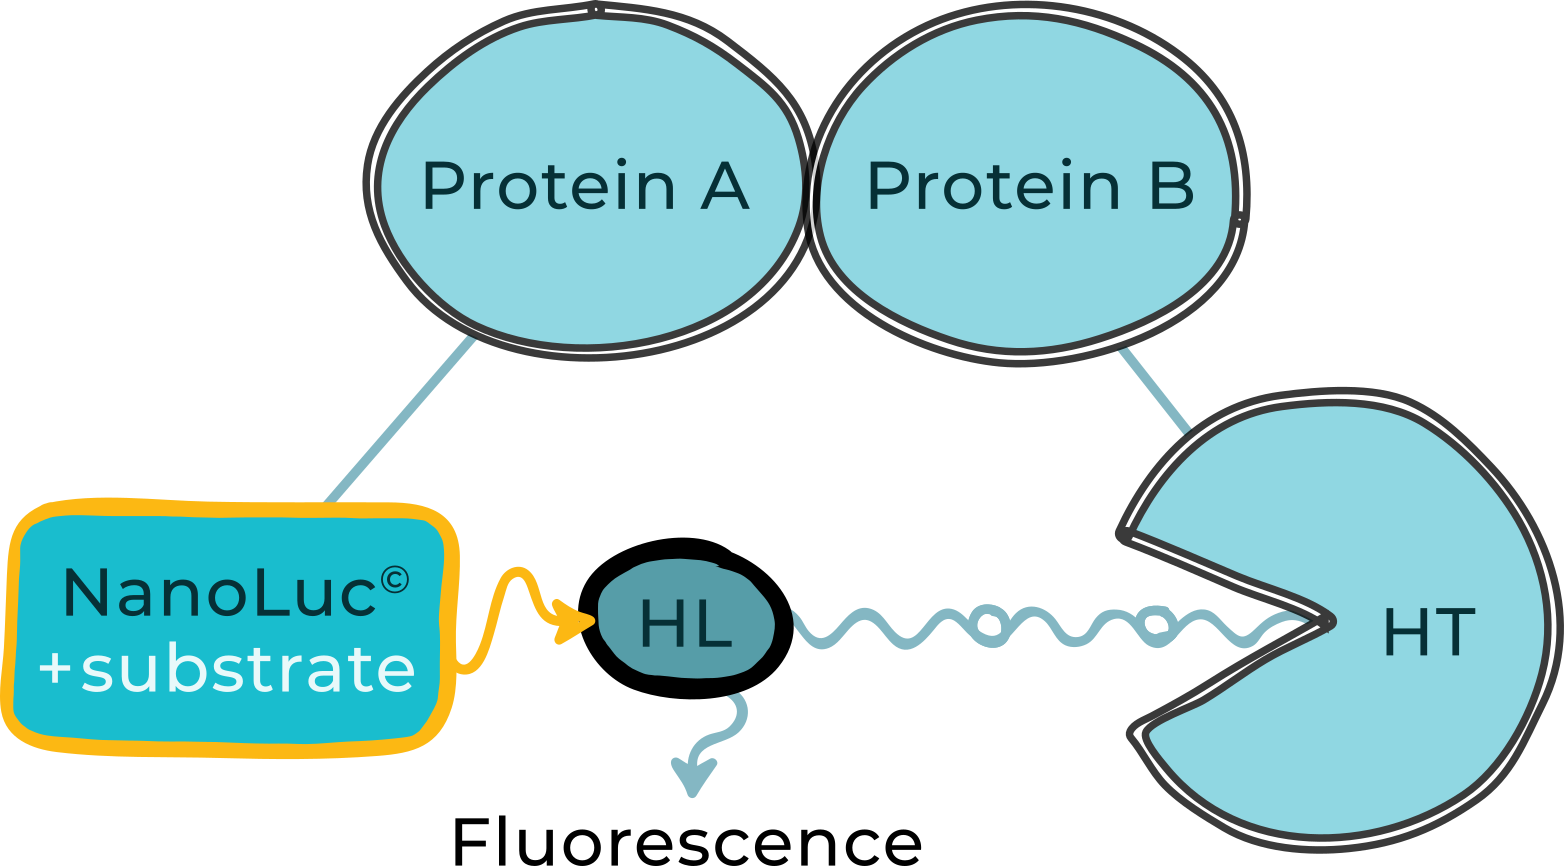 Protein A
Protein B
NanoLuc©
+substrate
HL
HT
Fluorescence